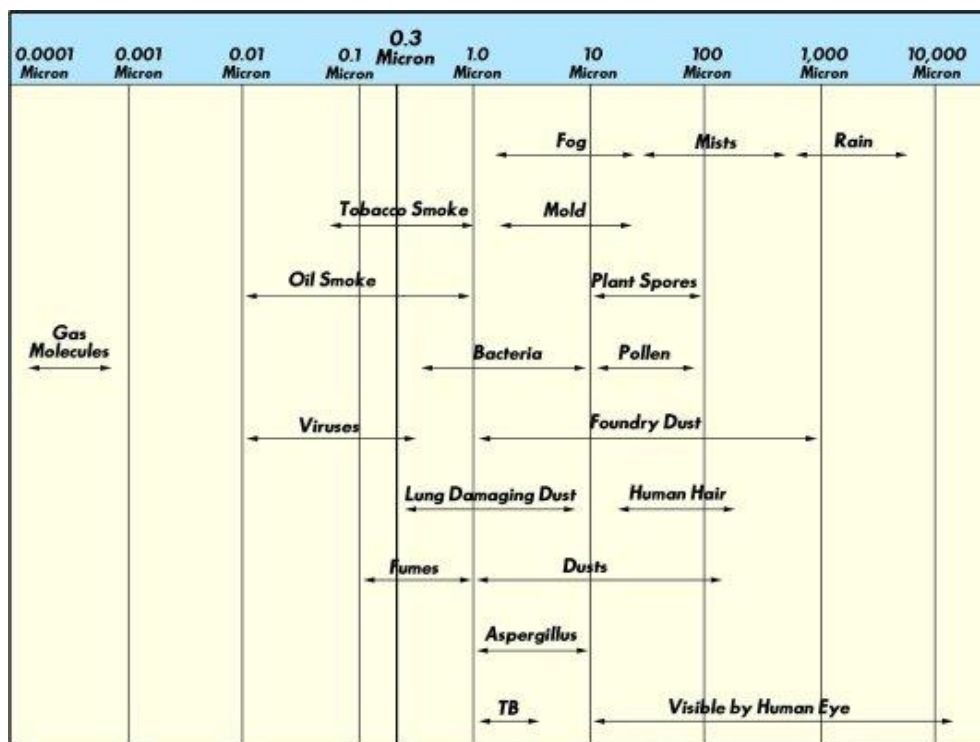 0.0001 0.001 0.01 0.1 0.3 1.0 10 100 1,000 10,000
Micron Micron Micron Micron Micron Micron Micron Micron Micron Micron
Fog Mists Rain
Tobacco Smoke Mold
Oil Smoke Plant Spores
Gas
Molecules Bacteria Pollen
Viruses Foundry Dust
Lung Damaging Dust Human Hair
Fumes Dusts
Aspergillus
TB Visible by Human Eye